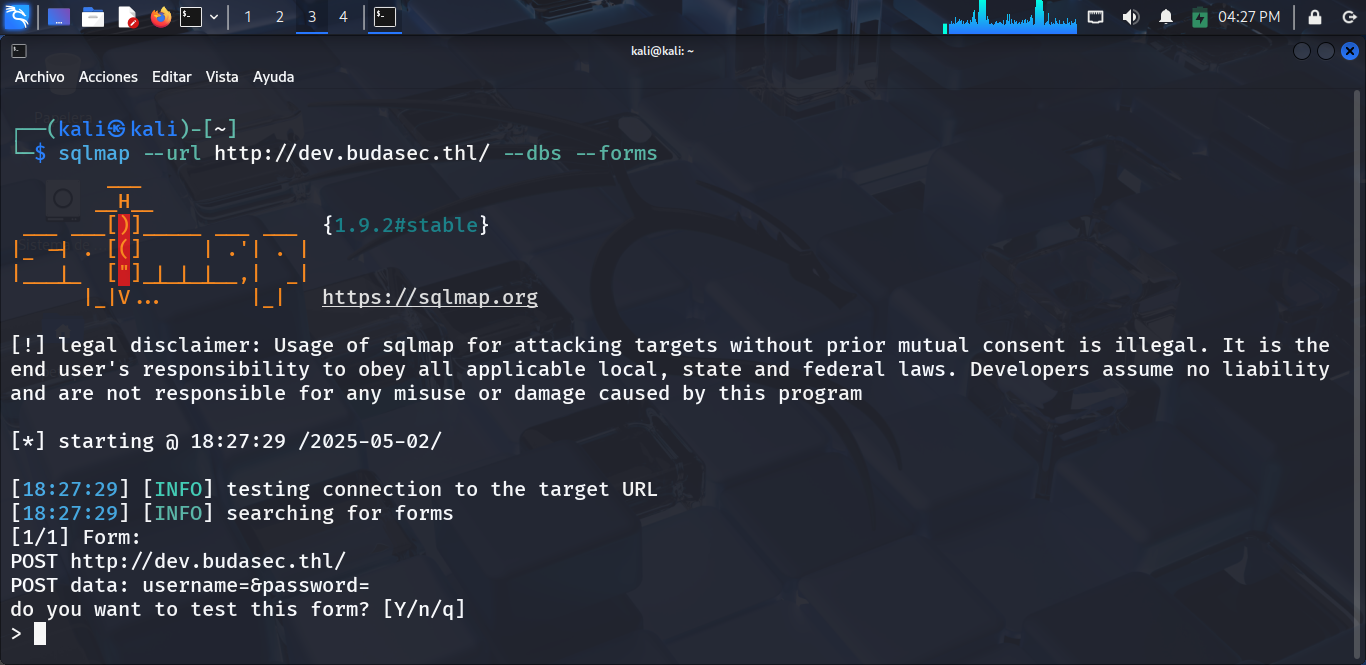 1 2 3 4 04:27 PM
kali@kali: ~
Archivo Acciones Editar Vista Ayuda
┌──(kali㉿kali)-[~]
└─$ sqlmap --url http://dev.budasec.thl/ --dbs --forms
        ___
       __H__
 ___ ___[)]_____ ___ ___  {1.9.2#stable}
|_ -| . [(]     | .'| . |
|___|_  ["]_|_|_|__,|  _|
      |_|V...       |_|   https://sqlmap.org
[!] legal disclaimer: Usage of sqlmap for attacking targets without prior mutual consent is illegal. It is the
end user's responsibility to obey all applicable local, state and federal laws. Developers assume no liability
and are not responsible for any misuse or damage caused by this program
[*] starting @ 18:27:29 /2025-05-02/
[18:27:29] [INFO] testing connection to the target URL
[18:27:29] [INFO] searching for forms
[1/1] Form:
POST http://dev.budasec.thl/
POST data: username=&password=
do you want to test this form? [Y/n/q]
>